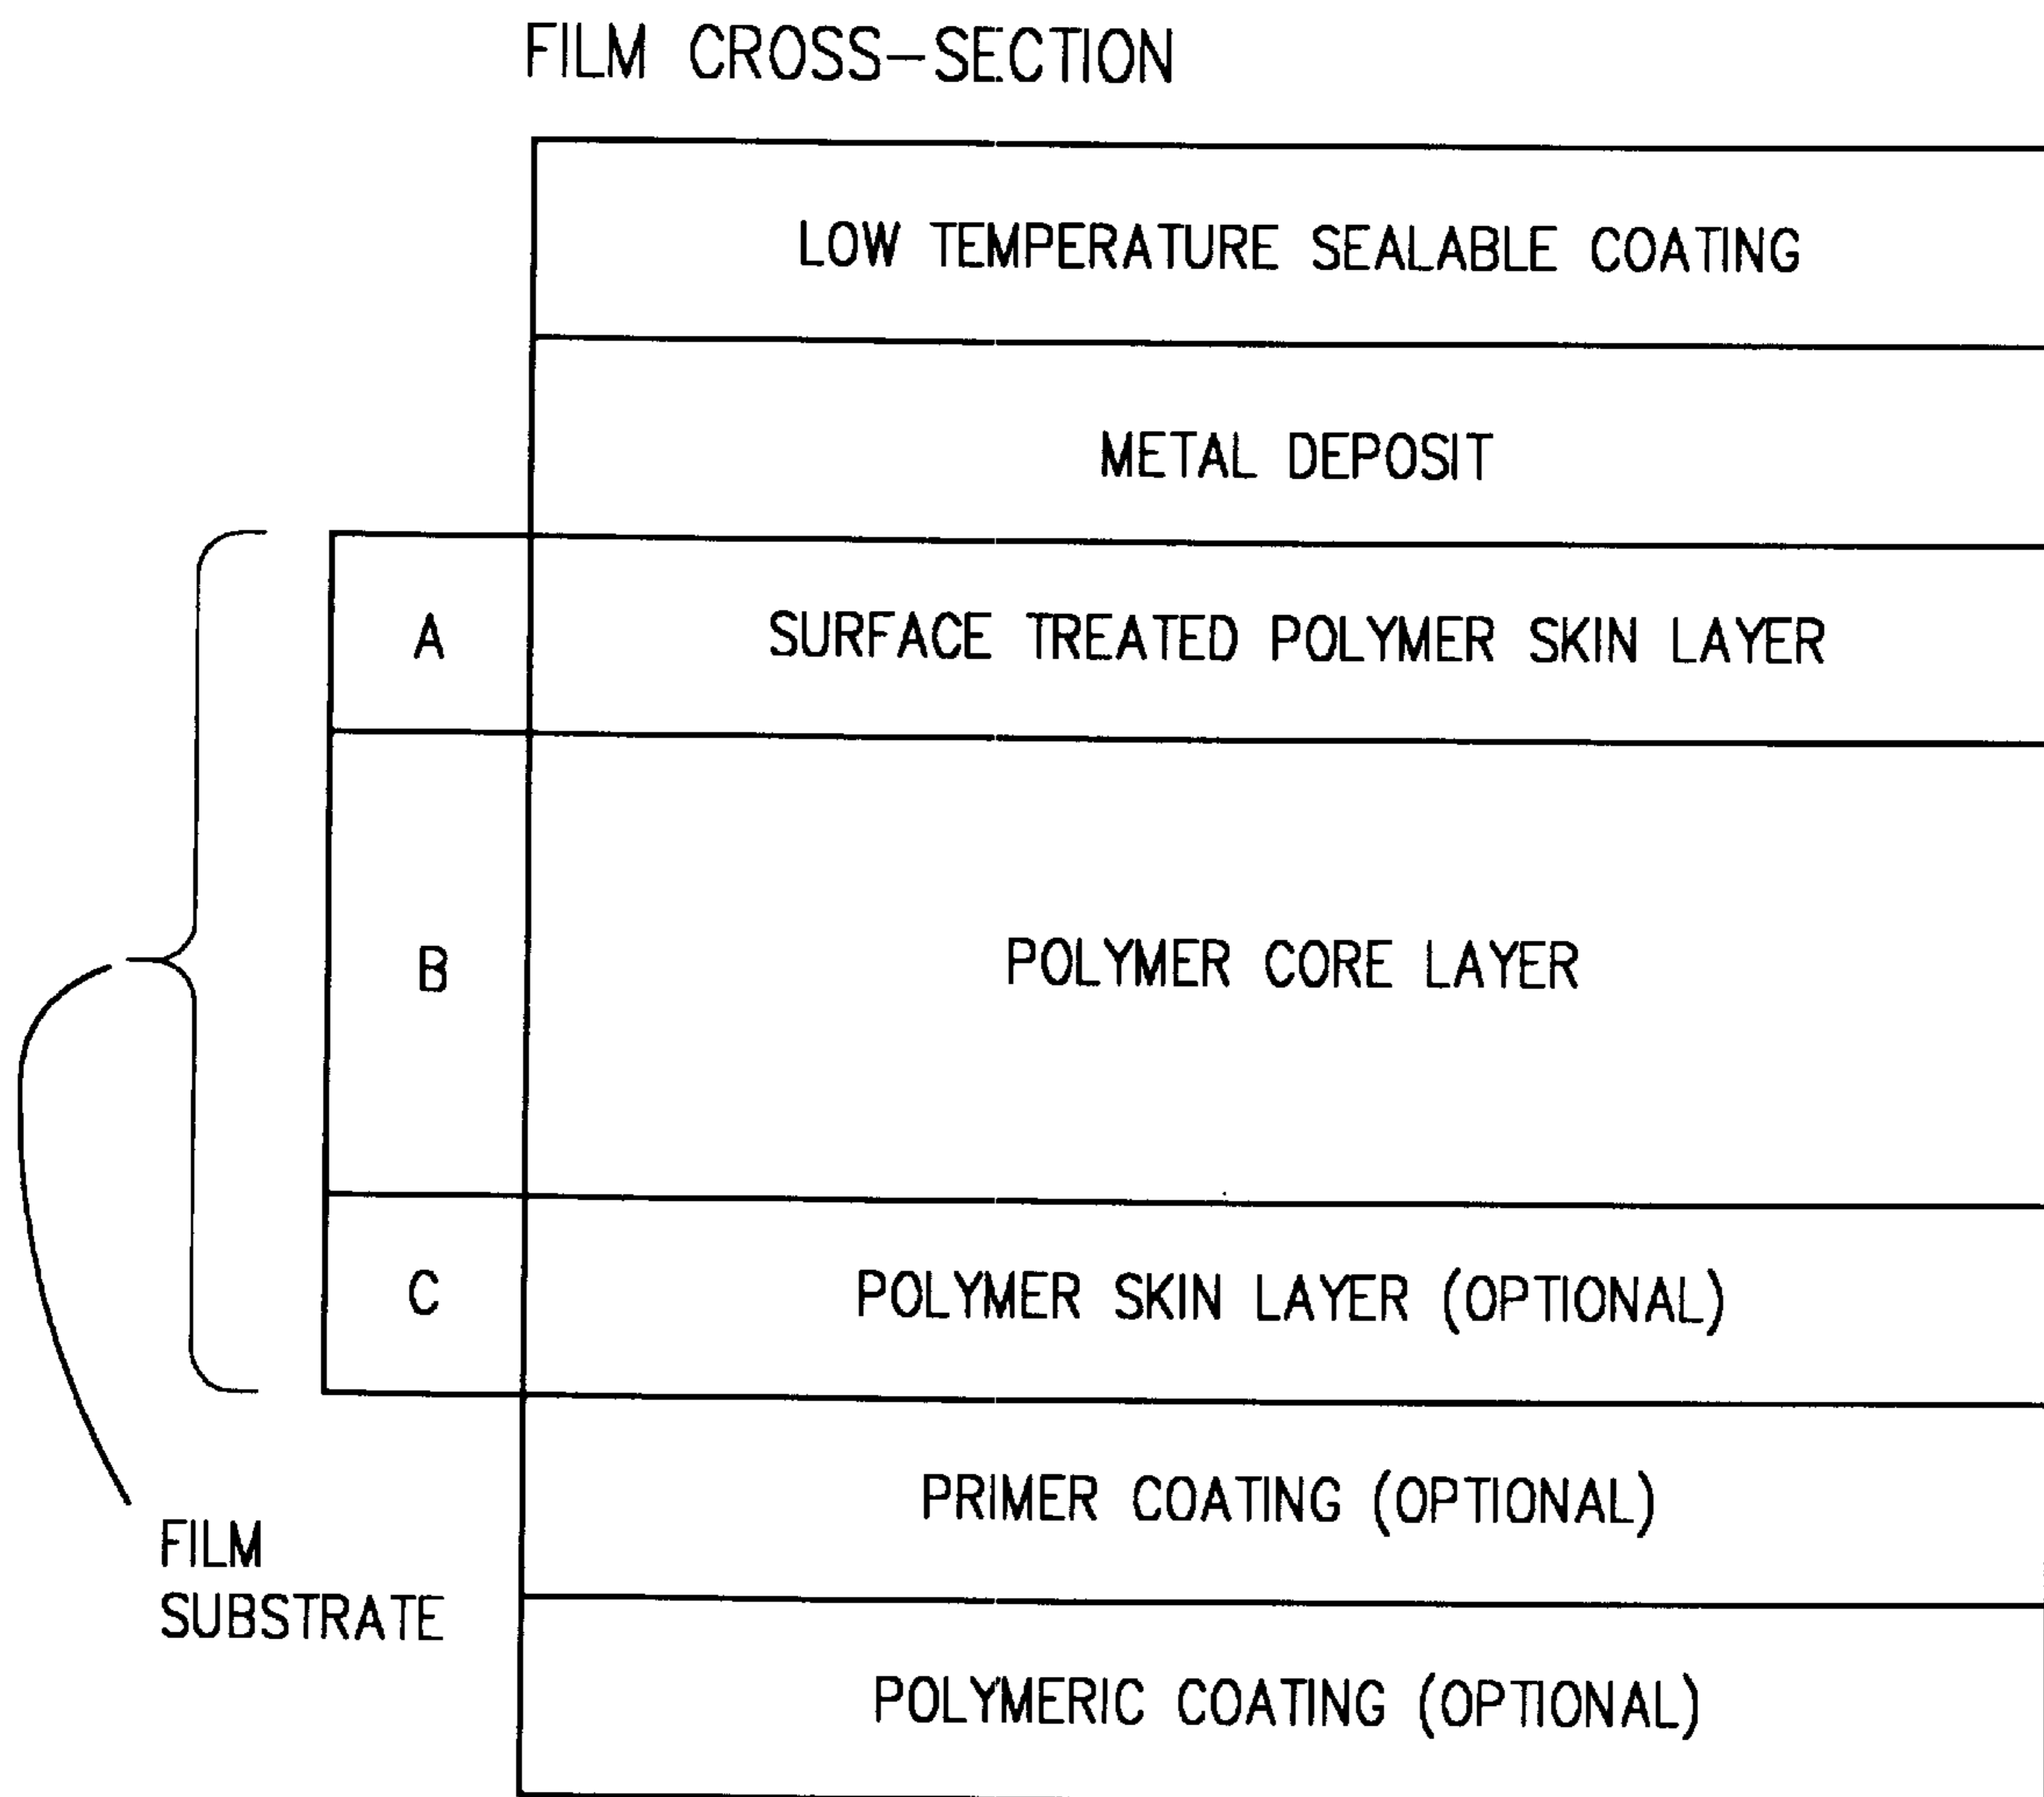 FILM CROSS-SECTION
LOW TEMPERATURE SEALABLE COATING
METAL DEPOSIT
A
SURFACE TREATED POLYMER SKIN LAYER
B
POLYMER CORE LAYER
C
POLYMER SKIN LAYER (OPTIONAL)
PRIMER COATING (OPTIONAL)
FILM
SUBSTRATE
POLYMERIC COATING (OPTIONAL)